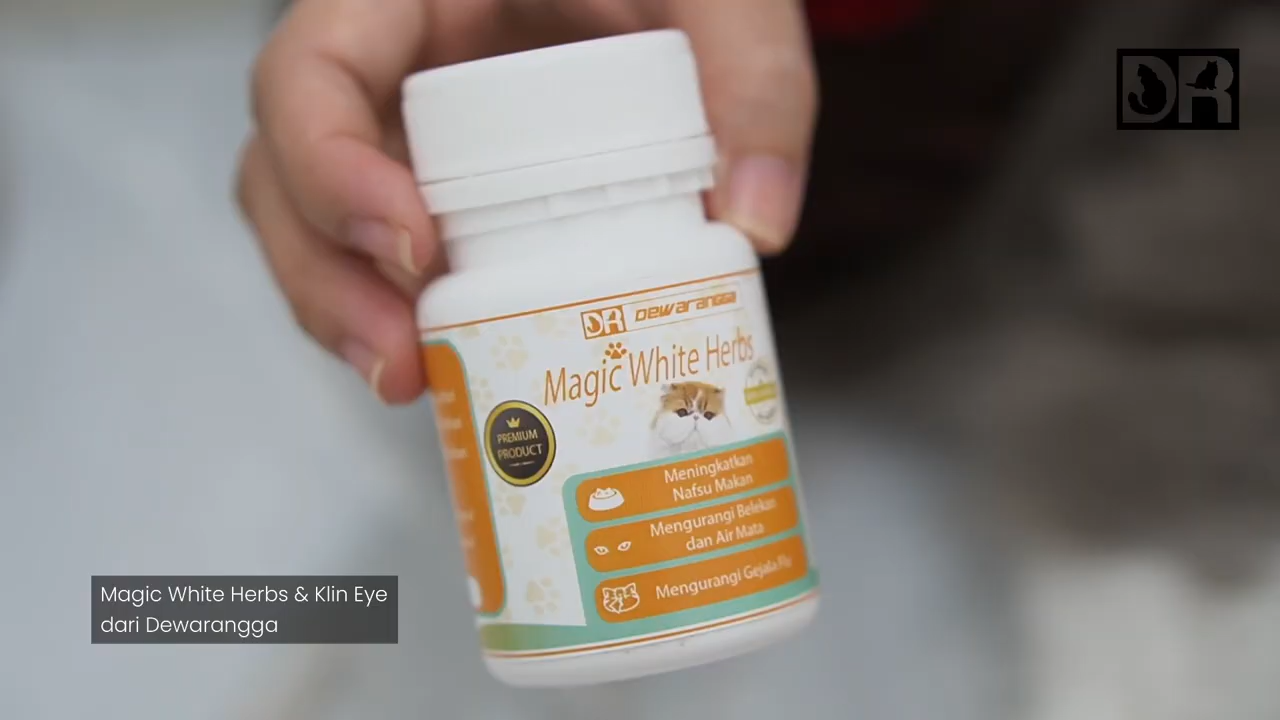 DR
DR DEWARANGGA
Magic White Herbs
PREMIUM
PRODUCT
Meningkatkan
Nafsu Makan
Mengurangi Belekan
dan Air Mata
Mengurangi Gejala Flu
Magic White Herbs & Klin Eye
dari Dewarangga